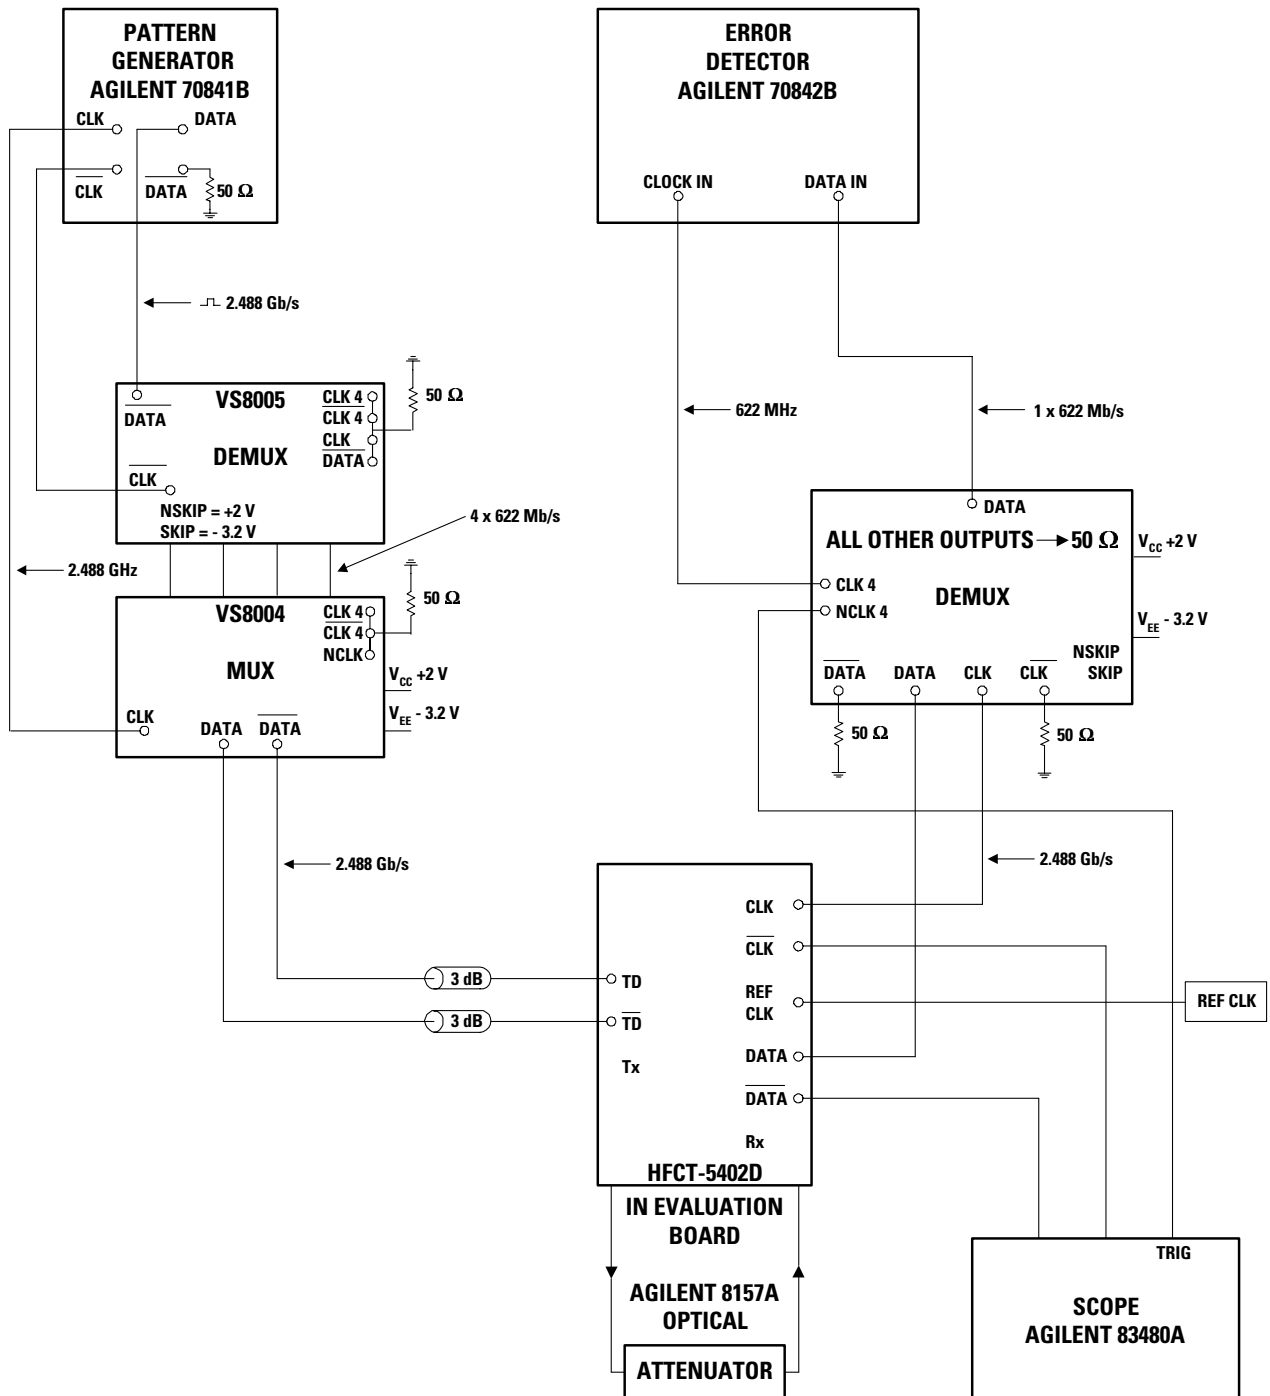 PATTERN
GENERATOR
AGILENT 70841B
CLK
DATA
CLK
DATA
50 Ω
2.488 Gb/s
ERROR
DETECTOR
AGILENT 70842B
CLOCK IN
DATA IN
622 MHz
1 x 622 Mb/s
VS8005
DEMUX
DATA
CLK
NSKIP = +2 V
SKIP = - 3.2 V
CLK 4
CLK 4
CLK
DATA
50 Ω
4 x 622 Mb/s
2.488 GHz
VS8004
MUX
CLK 4
CLK 4
NCLK
50 Ω
VCC +2 V
VEE - 3.2 V
CLK
DATA
DATA
2.488 Gb/s
DATA
ALL OTHER OUTPUTS → 50 Ω
CLK 4
NCLK 4
DEMUX
VCC +2 V
VEE - 3.2 V
NSKIP
SKIP
DATA
DATA
CLK
CLK
50 Ω
50 Ω
2.488 Gb/s
3 dB
3 dB
TD
TD
Tx
CLK
CLK
REF
CLK
DATA
DATA
Rx
HFCT-5402D
IN EVALUATION
BOARD
REF CLK
AGILENT 8157A
OPTICAL
ATTENUATOR
TRIG
SCOPE
AGILENT 83480A